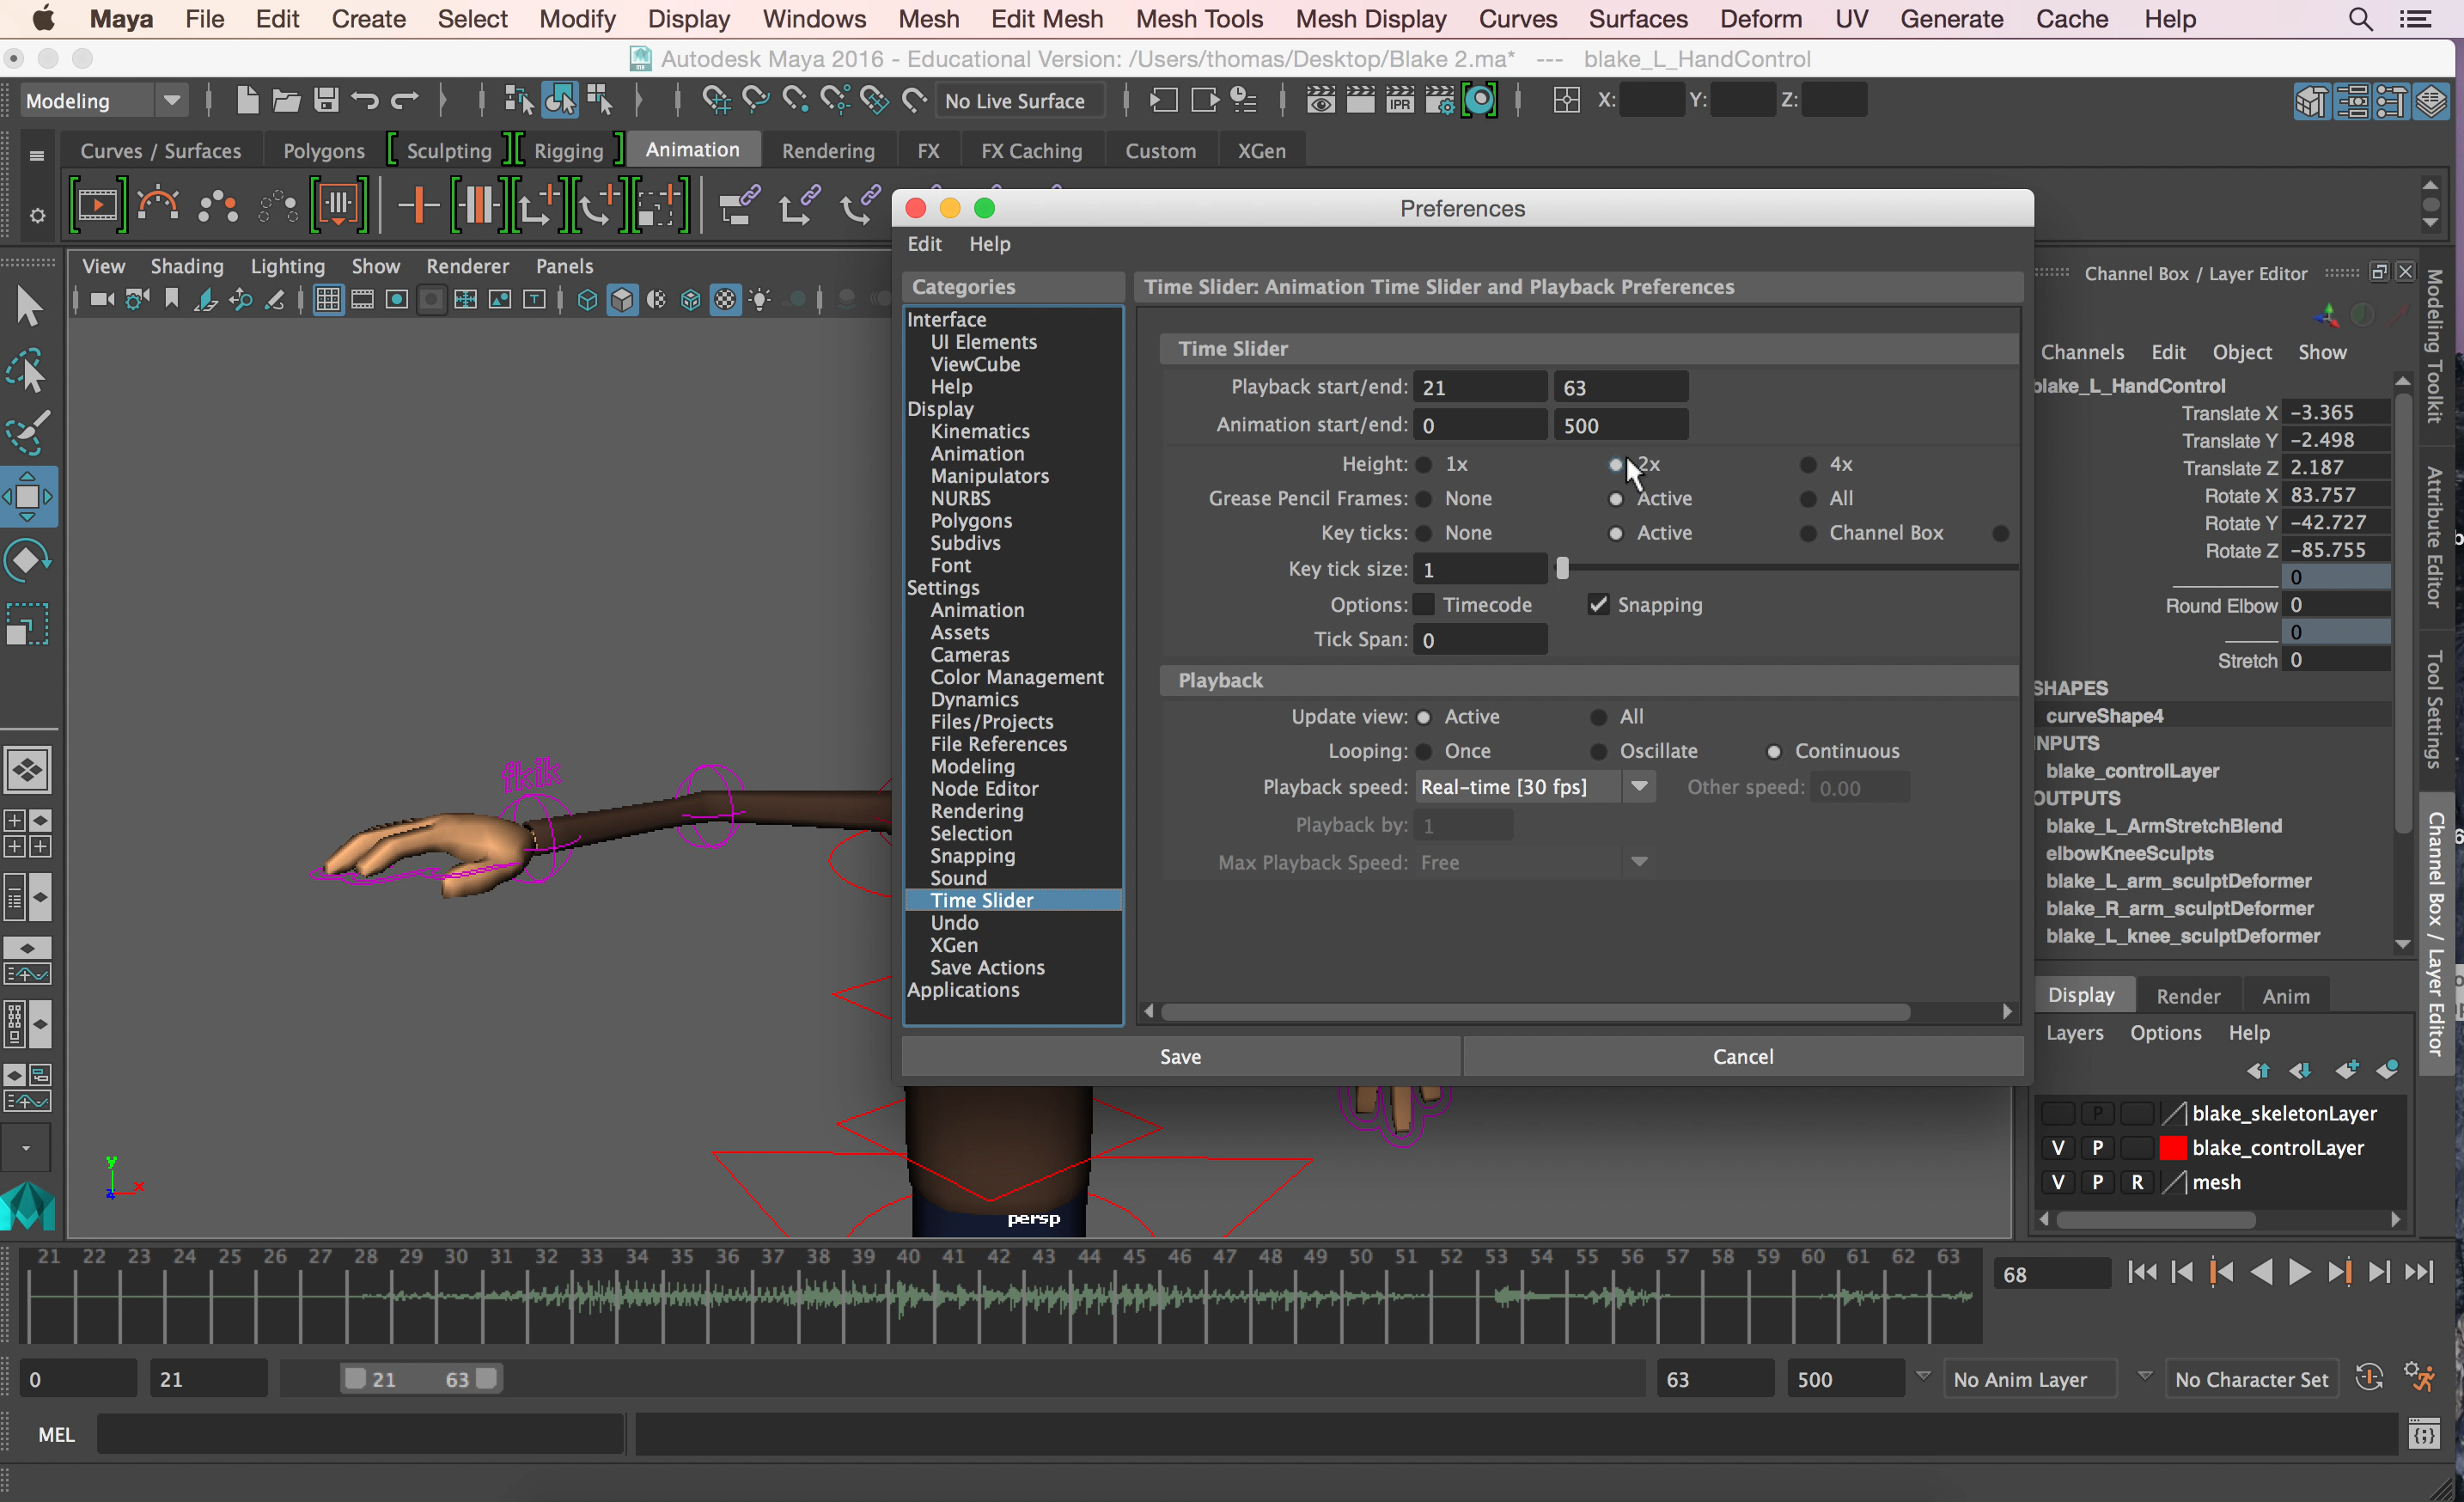 Maya File Edit Create Select Modify Display Windows Mesh Edit Mesh Mesh Tools Mesh Display Curves Surfaces Deform UV Generate Cache Help
Autodesk Maya 2016 - Educational Version: /Users/thomas/Desktop/Blake 2.ma* --- blake_L_HandControl
Modeling No Live Surface IPR X: Y: Z:
Curves / Surfaces Polygons Sculpting Rigging Animation Rendering FX FX Caching Custom XGen
View Shading Lighting Show Renderer Panels
Preferences
Edit Help
Categories
Interface
UI Elements
ViewCube
Help
Display
Kinematics
Animation
Manipulators
NURBS
Polygons
Subdivs
Font
Settings
Animation
Assets
Cameras
Color Management
Dynamics
Files/Projects
File References
Modeling
Node Editor
Rendering
Selection
Snapping
Sound
Time Slider
Undo
XGen
Save Actions
Applications
Time Slider: Animation Time Slider and Playback Preferences
Time Slider
Playback start/end: 21 63
Animation start/end: 0 500
Height: 1x 2x 4x
Grease Pencil Frames: None Active All
Key ticks: None Active Channel Box
Key tick size: 1
Options: Timecode Snapping
Tick Span: 0
Playback
Update view: Active All
Looping: Once Oscillate Continuous
Playback speed: Real-time [30 fps] Other speed: 0.00
Playback by: 1
Max Playback Speed: Free
Save Cancel
Channel Box / Layer Editor
Channels Edit Object Show
blake_L_HandControl
Translate X -3.365
Translate Y -2.498
Translate Z 2.187
Rotate X 83.757
Rotate Y -42.727
Rotate Z -85.755
0
Round Elbow 0
0
Stretch 0
SHAPES
curveShape4
INPUTS
blake_controlLayer
OUTPUTS
blake_L_ArmStretchBlend
elbowKneeSculpts
blake_L_arm_sculptDeformer
blake_R_arm_sculptDeformer
blake_L_knee_sculptDeformer
Display Render Anim
Layers Options Help
P blake_skeletonLayer
V P blake_controlLayer
V P R mesh
Modeling Toolkit
Attribute Editor
Tool Settings
Channel Box / Layer Editor
fkik
y
z x
persp
21 22 23 24 25 26 27 28 29 30 31 32 33 34 35 36 37 38 39 40 41 42 43 44 45 46 47 48 49 50 51 52 53 54 55 56 57 58 59 60 61 62 63
68
0 21 21 63 63 500 No Anim Layer No Character Set
MEL